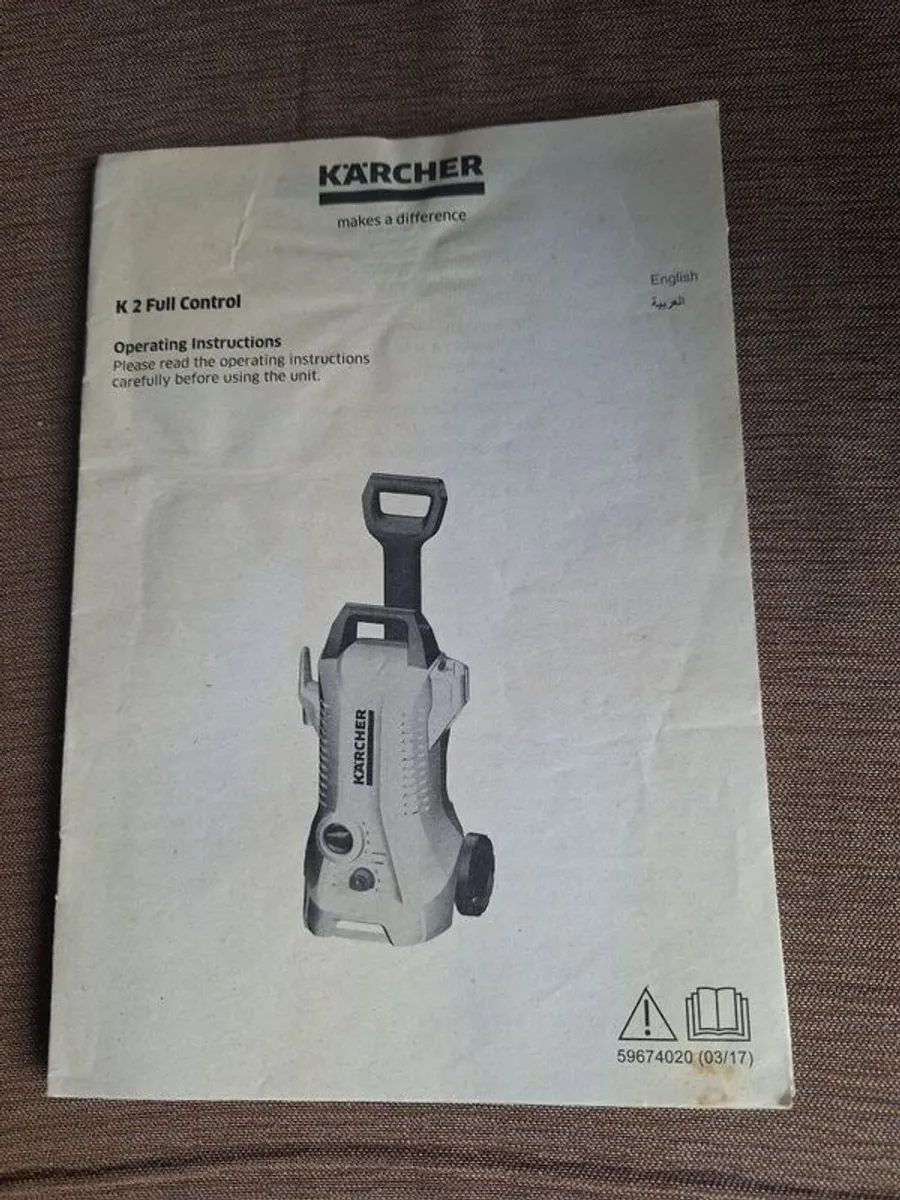 KÄRCHER
makes a difference
K 2 Full Control
English
العربية
Operating Instructions
Please read the operating instructions
carefully before using the unit.
KÄRCHER
59674020 (03/17)